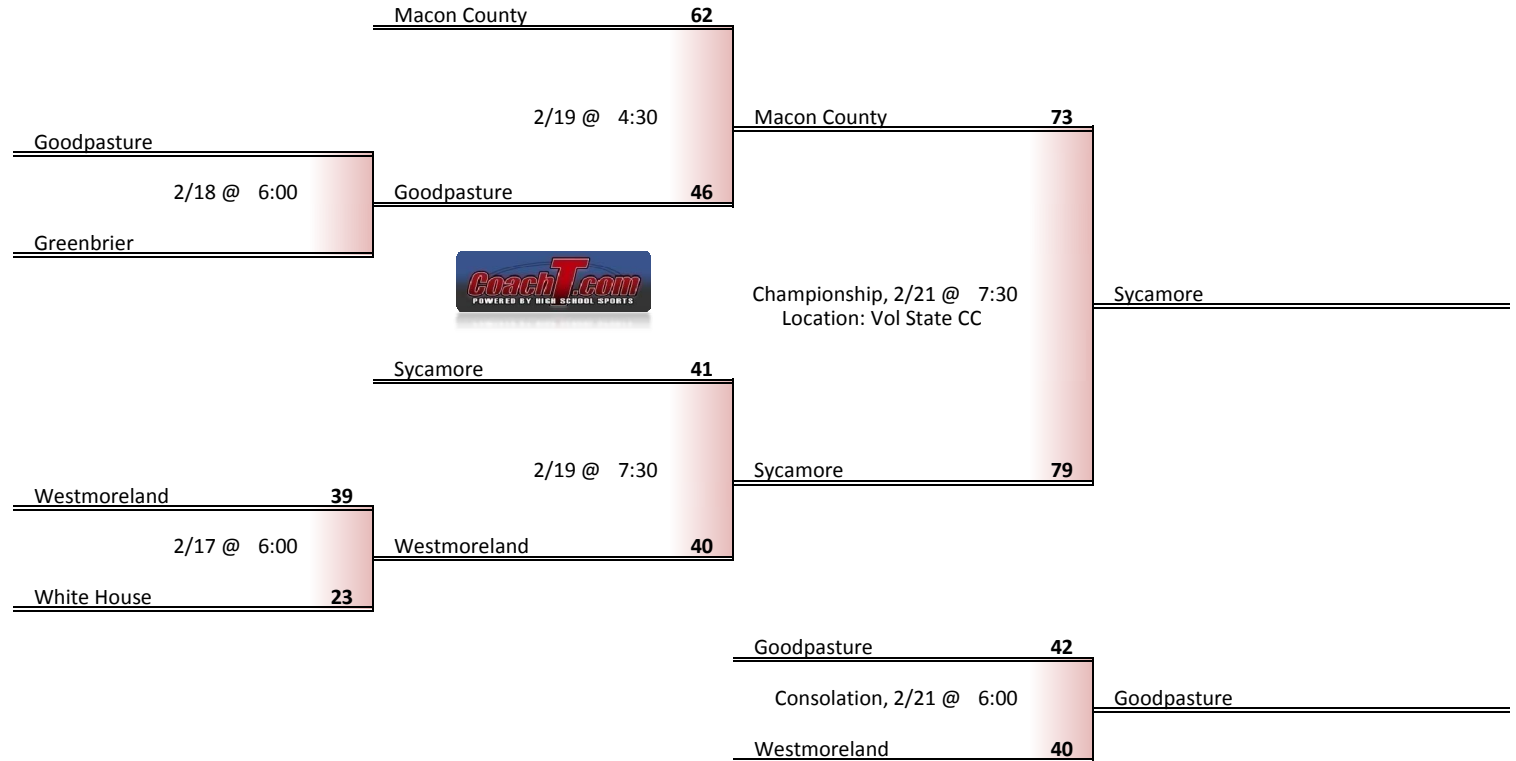 Macon County 62
2/19 @ 4:30
Macon County 73
Goodpasture
2/18 @ 6:00
Goodpasture 46
Greenbrier
CoachT.com
POWERED BY HIGH SCHOOL SPORTS
Championship, 2/21 @ 7:30
Location: Vol State CC
Sycamore
Sycamore 41
2/19 @ 7:30
Sycamore 79
Westmoreland 39
2/17 @ 6:00
Westmoreland 40
White House 23
Goodpasture 42
Consolation, 2/21 @ 6:00
Goodpasture
Westmoreland 40